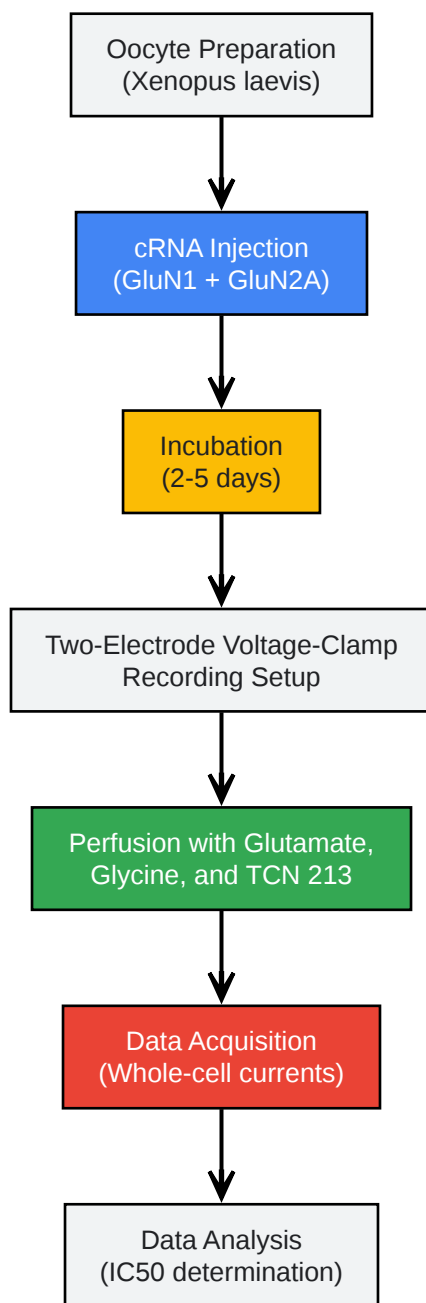 Oocyte Preparation
(Xenopus laevis)
cRNA Injection
(GluN1 + GluN2A)
Incubation
(2-5 days)
Two-Electrode Voltage-Clamp
Recording Setup
Perfusion with Glutamate,
Glycine, and TCN 213
Data Acquisition
(Whole-cell currents)
Data Analysis
(IC50 determination)